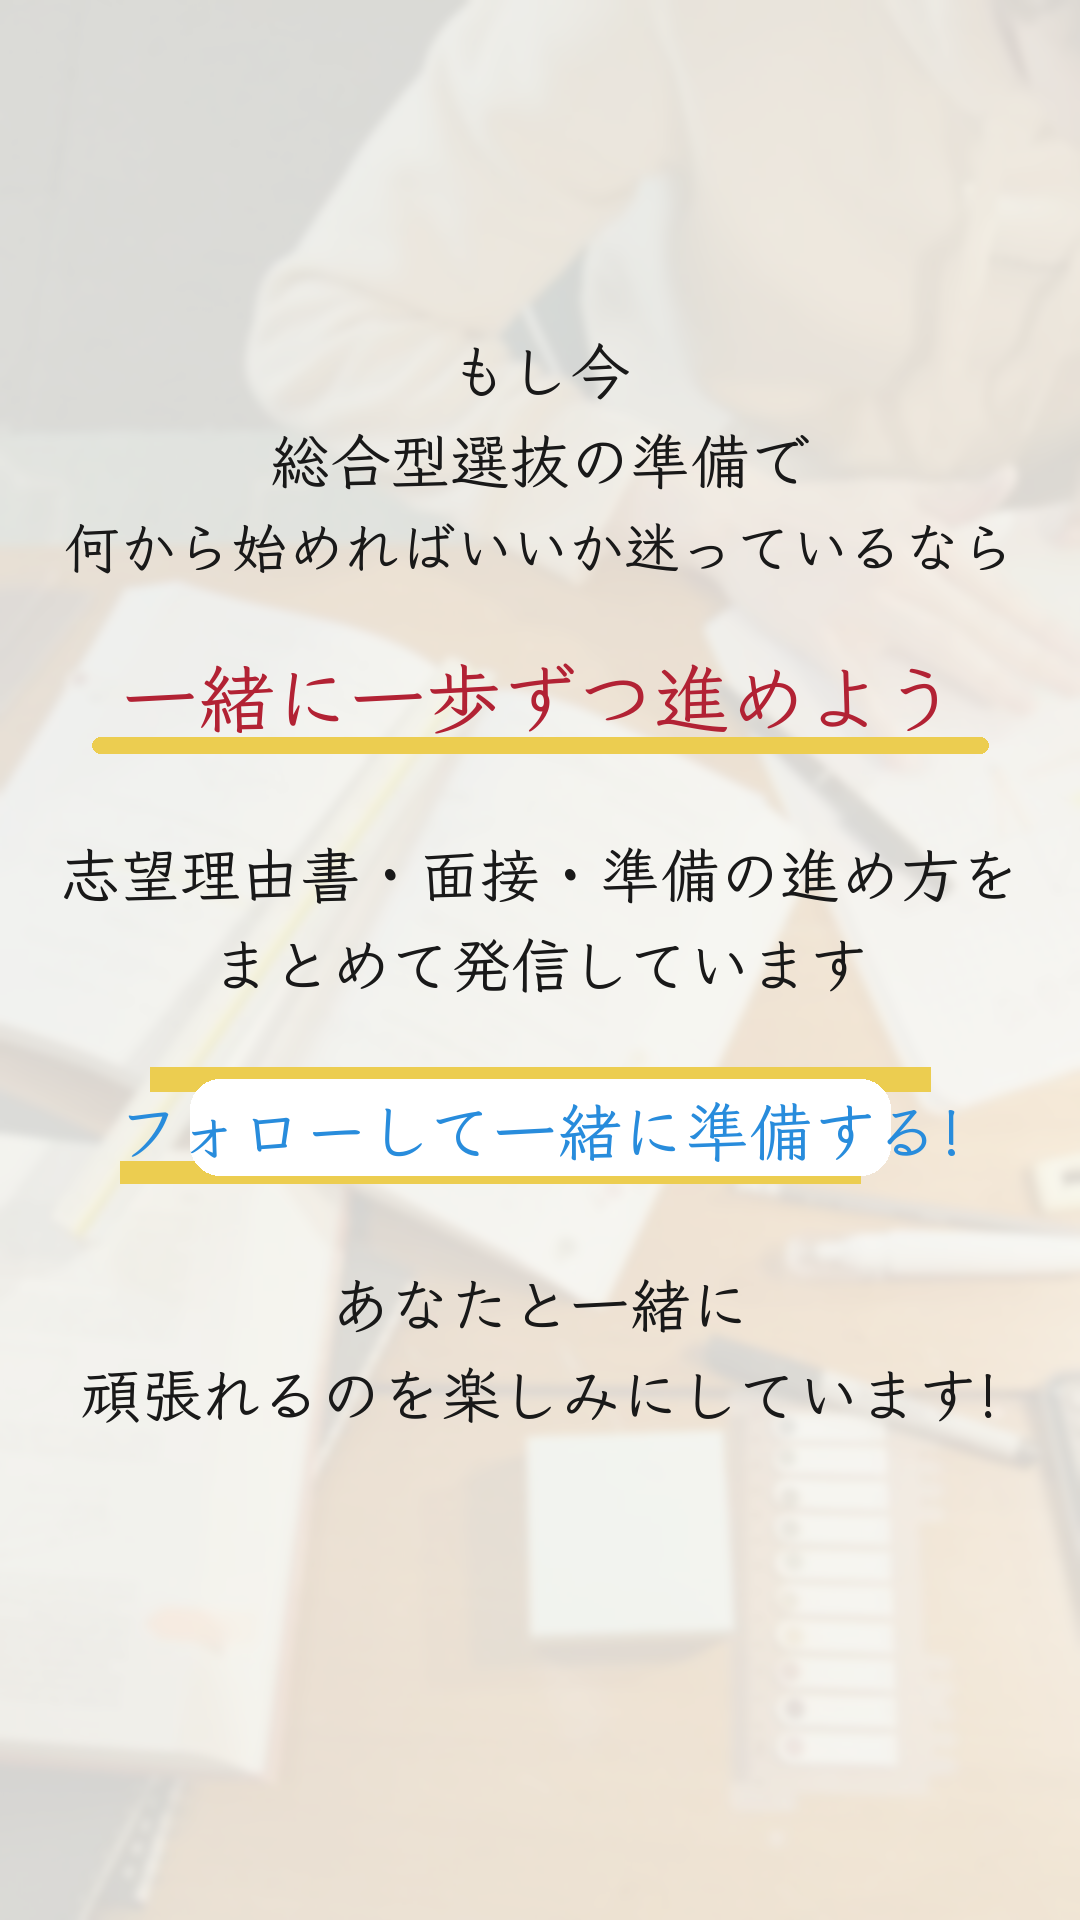 もし今
総合型選抜の準備で
何から始めればいいか迷っているなら
一緒に一歩ずつ進めよう
志望理由書・面接・準備の進め方を
まとめて発信しています
フォローして一緒に準備する!
あなたと一緒に
頑張れるのを楽しみにしています!